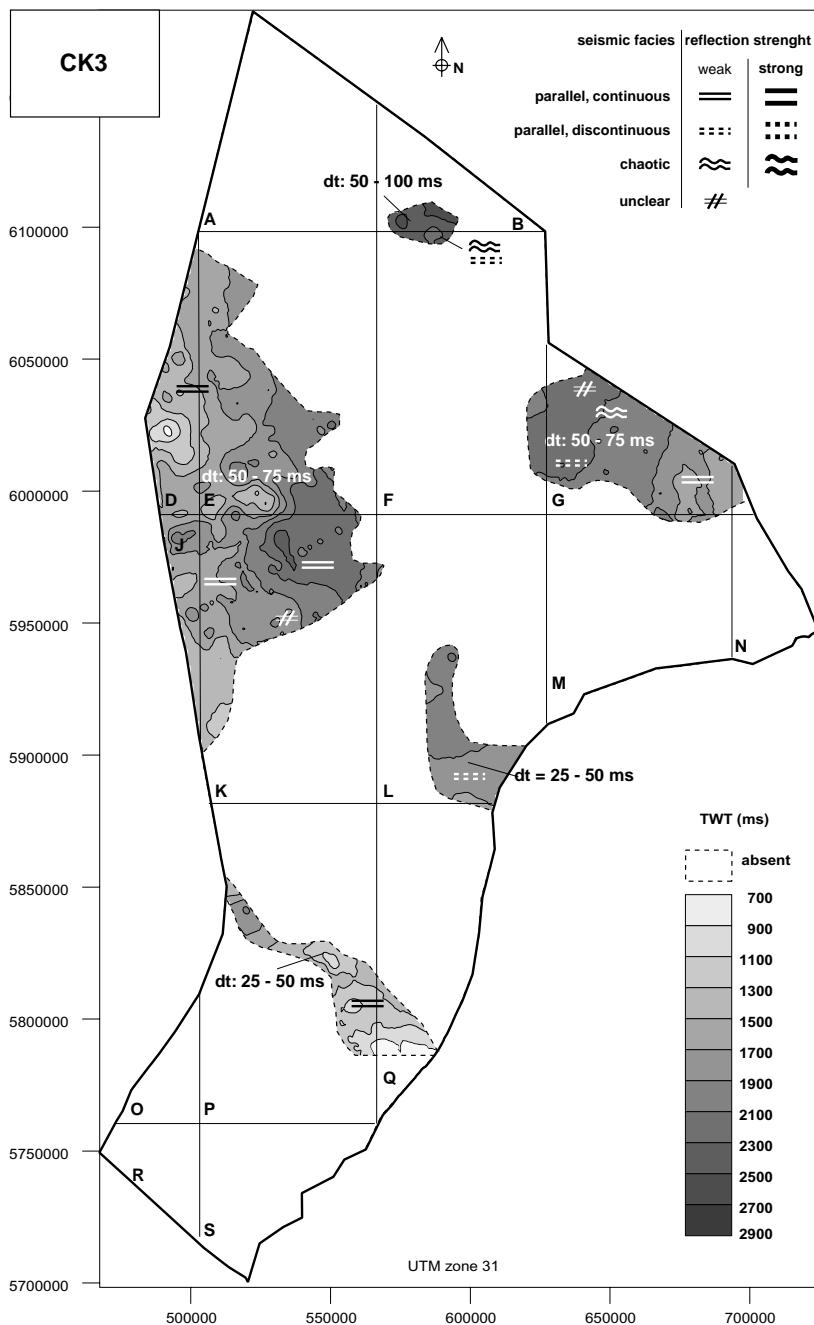 CK3
N
seismic facies reflection strenght
weak strong
parallel, continuous
parallel, discontinuous
chaotic
unclear
dt: 50 - 100 ms
A
B
6100000
6050000
dt: 50 - 75 ms
dt: 50 - 75 ms
6000000
D
E
F
G
J
5950000
N
M
5900000
dt = 25 - 50 ms
K
L
TWT (ms)
absent
5850000
700
900
1100
dt: 25 - 50 ms
1300
1500
5800000
1700
1900
Q
2100
O
P
2300
5750000
2500
R
2700
S
2900
UTM zone 31
5700000
500000 550000 600000 650000 700000